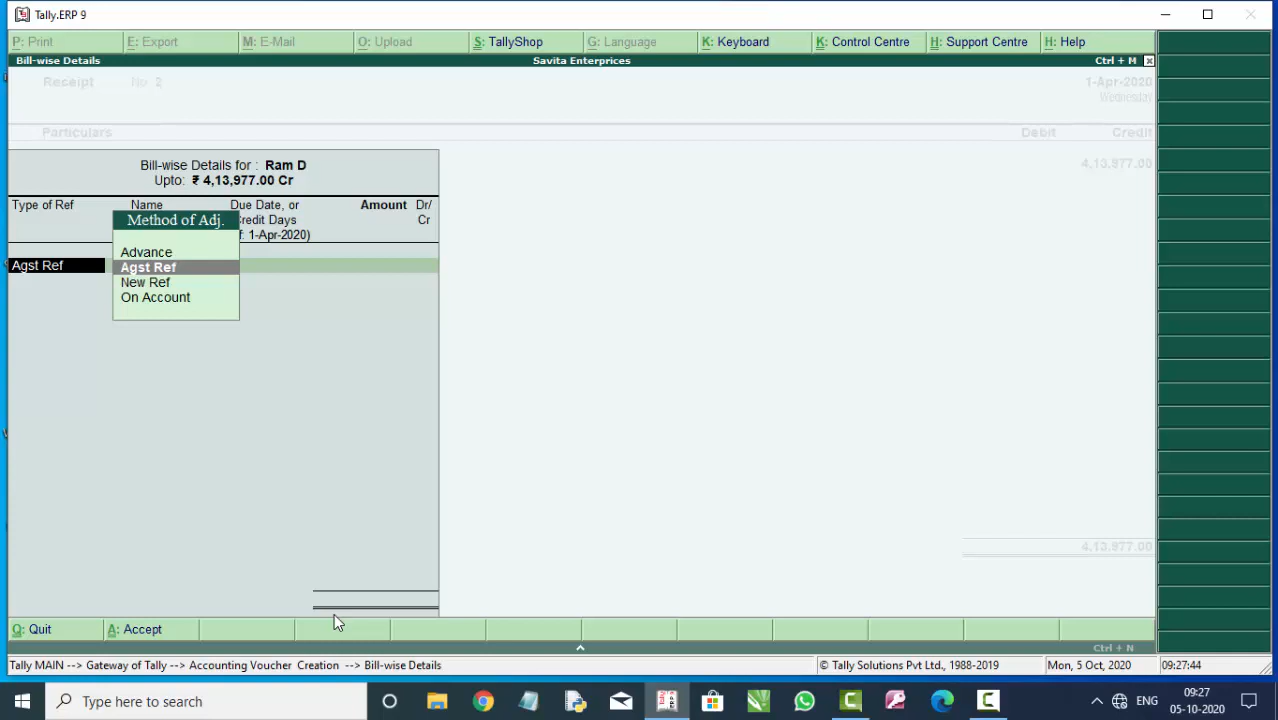 Tally.ERP 9
P: Print E: Export M: E-Mail O: Upload S: TallyShop G: Language K: Keyboard K: Control Centre H: Support Centre H: Help
Bill-wise Details Savita Enterprices Ctrl + M
Receipt No 2 1-Apr-2020
Wednesday
Particulars Debit Credit
4,13,977.00
Bill-wise Details for : Ram D
Upto: ₹ 4,13,977.00 Cr
Type of Ref Name Due Date, or Amount Dr/
Credit Days Cr
Method of Adj.
f: 1-Apr-2020)
Advance
Agst Ref Agst Ref
New Ref
On Account
4,13,977.00
Q: Quit A: Accept
Ctrl + N
Tally MAIN --> Gateway of Tally --> Accounting Voucher Creation --> Bill-wise Details © Tally Solutions Pvt Ltd., 1988-2019 Mon, 5 Oct, 2020 09:27:44
Type here to search ENG 09:27
05-10-2020